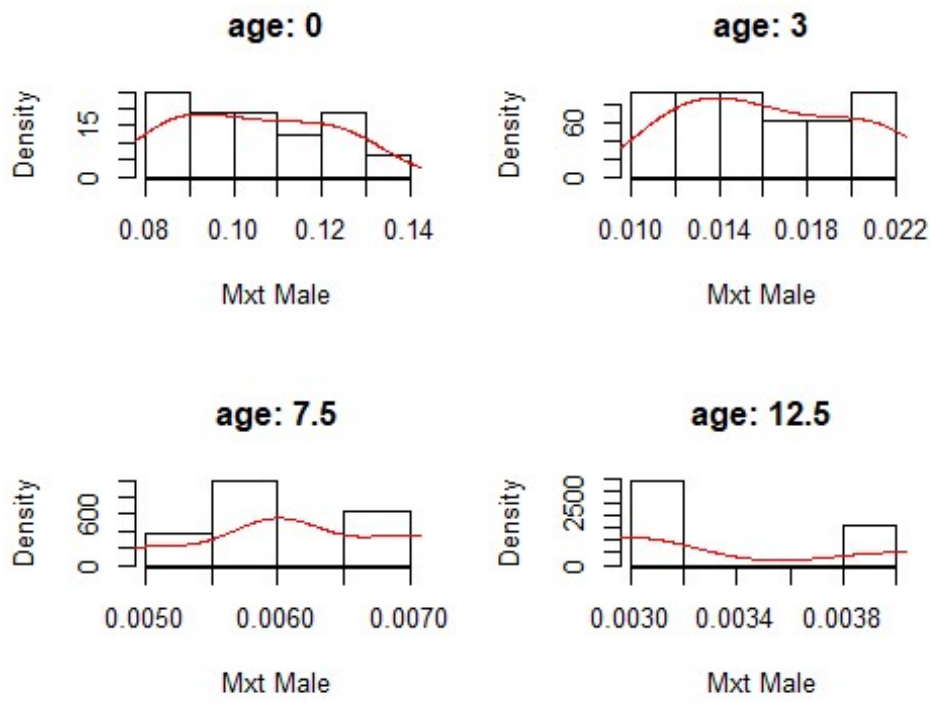 age: 0
Density
0
15
0.08 0.10 0.12 0.14
Mxt Male
age: 3
Density
0
60
0.010 0.014 0.018 0.022
Mxt Male
age: 7.5
Density
0
600
0.0050 0.0060 0.0070
Mxt Male
age: 12.5
Density
0
2500
0.0030 0.0034 0.0038
Mxt Male